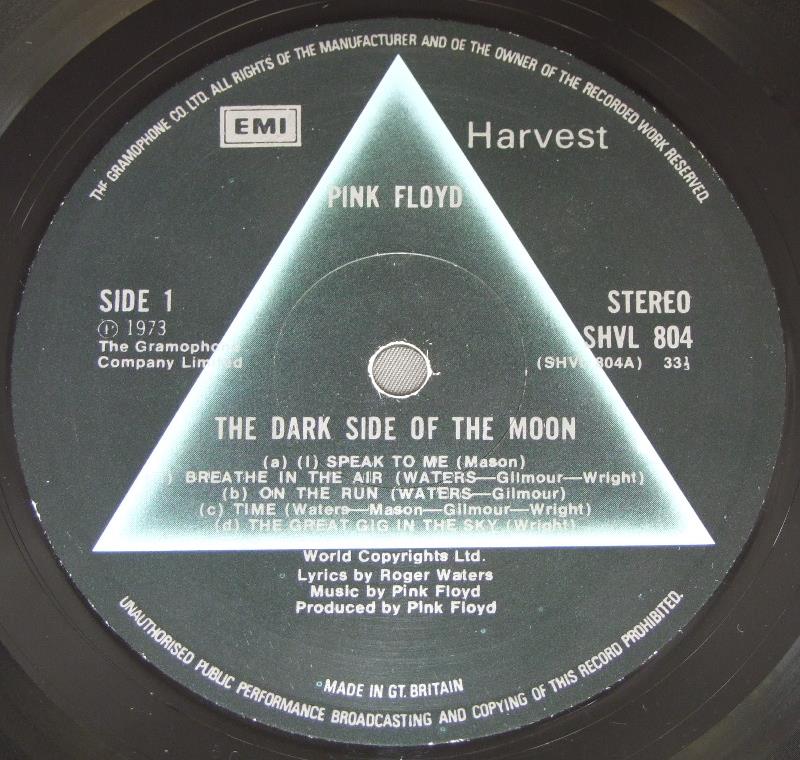 THE GRAMOPHONE CO. LTD. ALL RIGHTS OF THE MANUFACTURER AND OF THE OWNER OF THE RECORDED WORK RESERVED.
EMI
Harvest
PINK FLOYD
SIDE 1
STEREO
Ⓟ 1973
SHVL 804
The Gramophone
Company Limited
(SHVL 804A) 33⅓
THE DARK SIDE OF THE MOON
(a) (I) SPEAK TO ME (Mason)
BREATHE IN THE AIR (WATERS—Gilmour—Wright)
(b) ON THE RUN (WATERS—Gilmour)
(c) TIME (Waters—Mason—Gilmour—Wright)
(d) THE GREAT GIG IN THE SKY (Wright)
World Copyrights Ltd.
Lyrics by Roger Waters
Music by Pink Floyd
Produced by Pink Floyd
MADE IN GT. BRITAIN
UNAUTHORISED PUBLIC PERFORMANCE BROADCASTING AND COPYING OF THIS RECORD PROHIBITED.